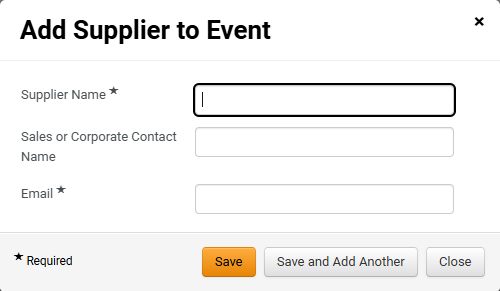 Add Supplier to Event ×
Supplier Name ★
Sales or Corporate Contact
Name
Email ★
★ Required Save Save and Add Another Close